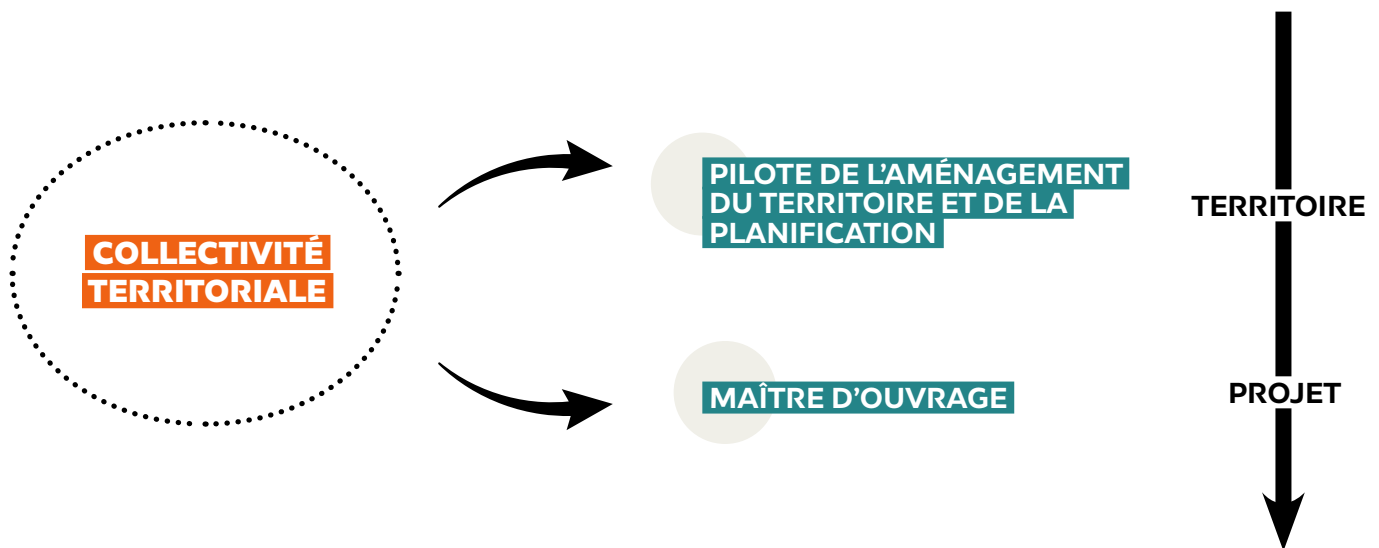 COLLECTIVITÉ
TERRITORIALE
PILOTE DE L’AMÉNAGEMENT
DU TERRITOIRE ET DE LA
PLANIFICATION
TERRITOIRE
MAÎTRE D’OUVRAGE
PROJET